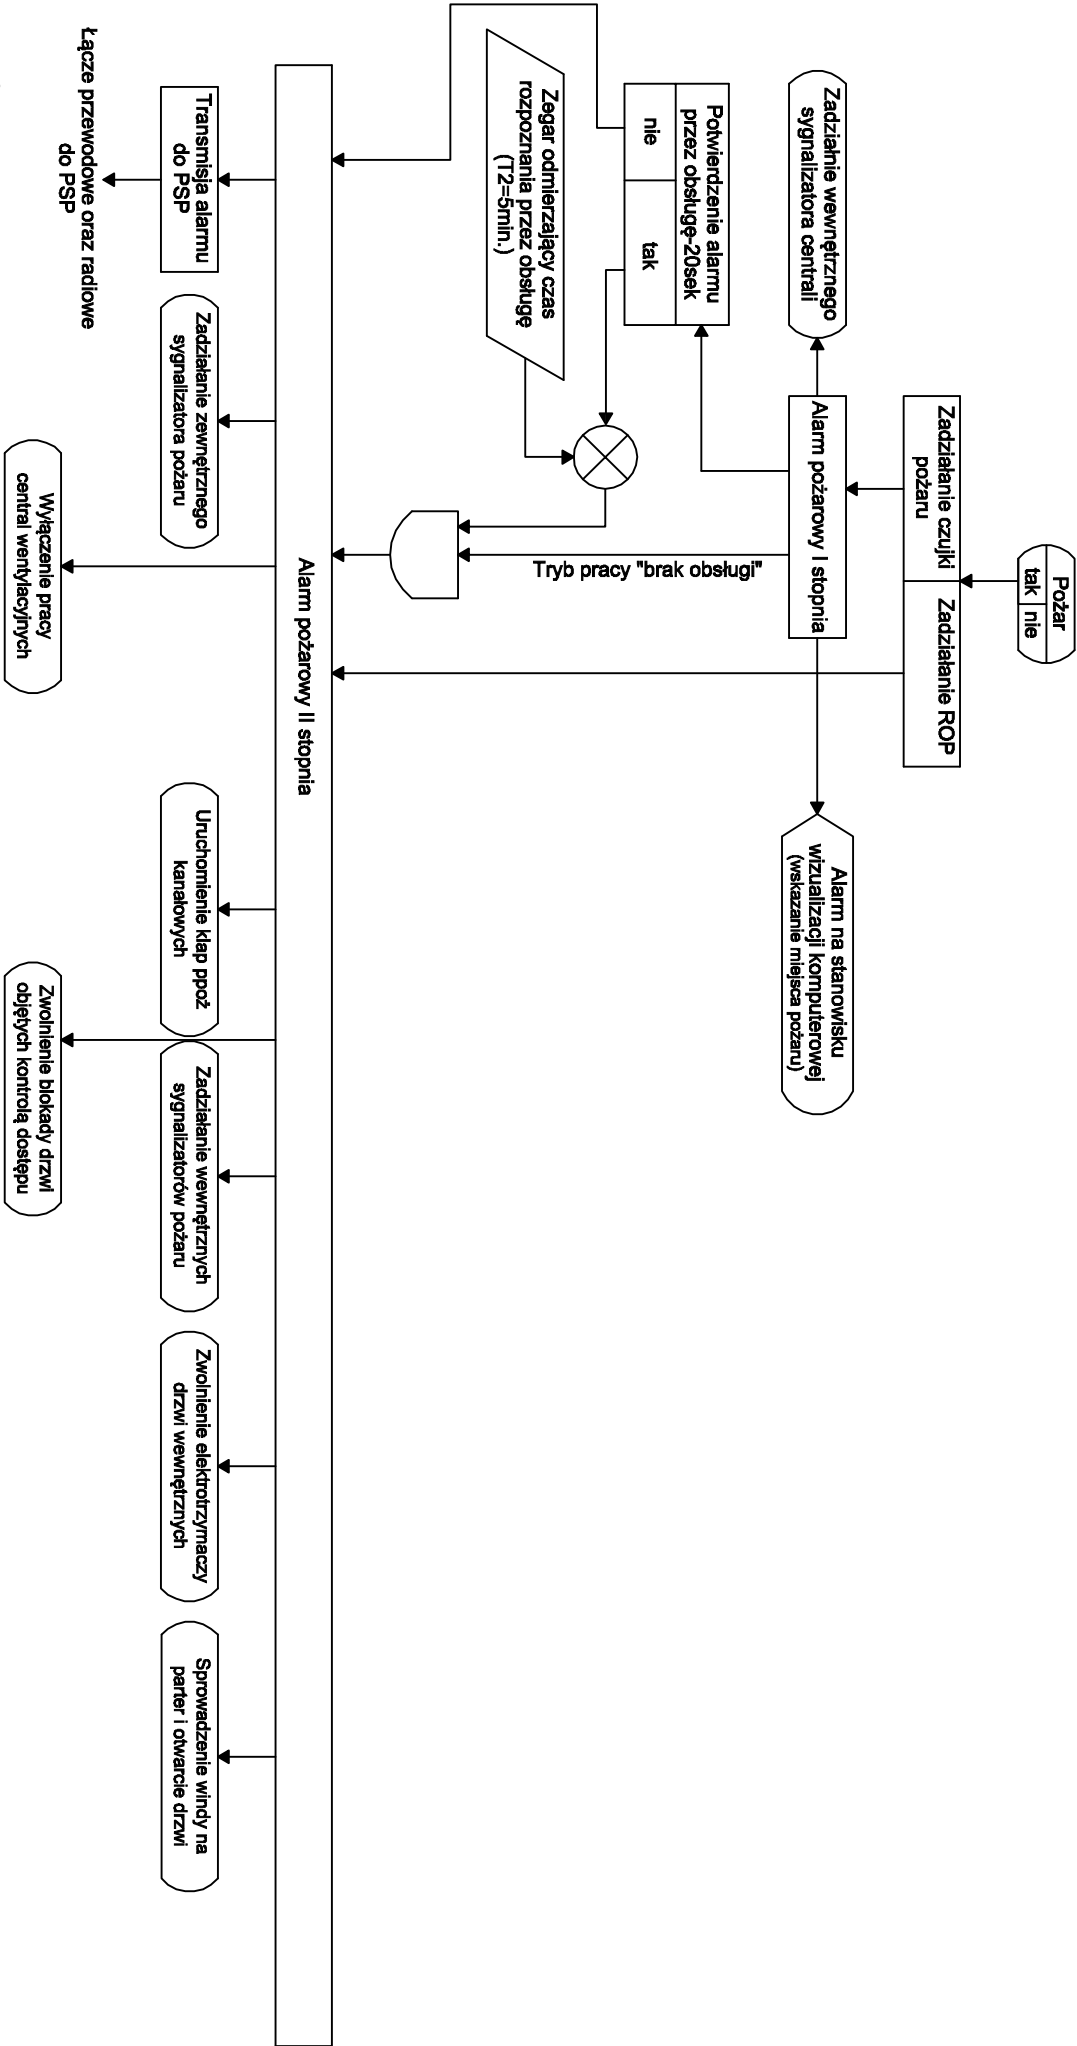 Pożar
tak nie
Zadziałanie czujki
pożaru
Zadziałanie ROP
Zadziałnie wewnętrznego
sygnalizatora centrali
Alarm pożarowy I stopnia
Alarm na stanowisku
wizualizacji komputerowej
(wskazanie miejsca pożaru)
Potwierdzenie alarmu
przez obsługę-20sek
nie tak
Tryb pracy "brak obsługi"
Zegar odmierzający czas
rozpoznania przez obsługę
(T2=5min.)
Alarm pożarowy II stopnia
Transmisja alarmu
do PSP
Zadziałanie zewnętrznego
sygnalizatora pożaru
Uruchomienie klap ppoż
kanałowych
Zadziałanie wewnętrznych
sygnalizatorów pożaru
Zwolnienie elektrotrzymaczy
drzwi wewnętrznych
Sprowadzenie windy na
parter i otwarcie drzwi
Łącze przewodowe oraz radiowe
do PSP
Wyłączenie pracy
central wentylacyjnych
Zwolnienie blokady drzwi
objętych kontrolą dostępu